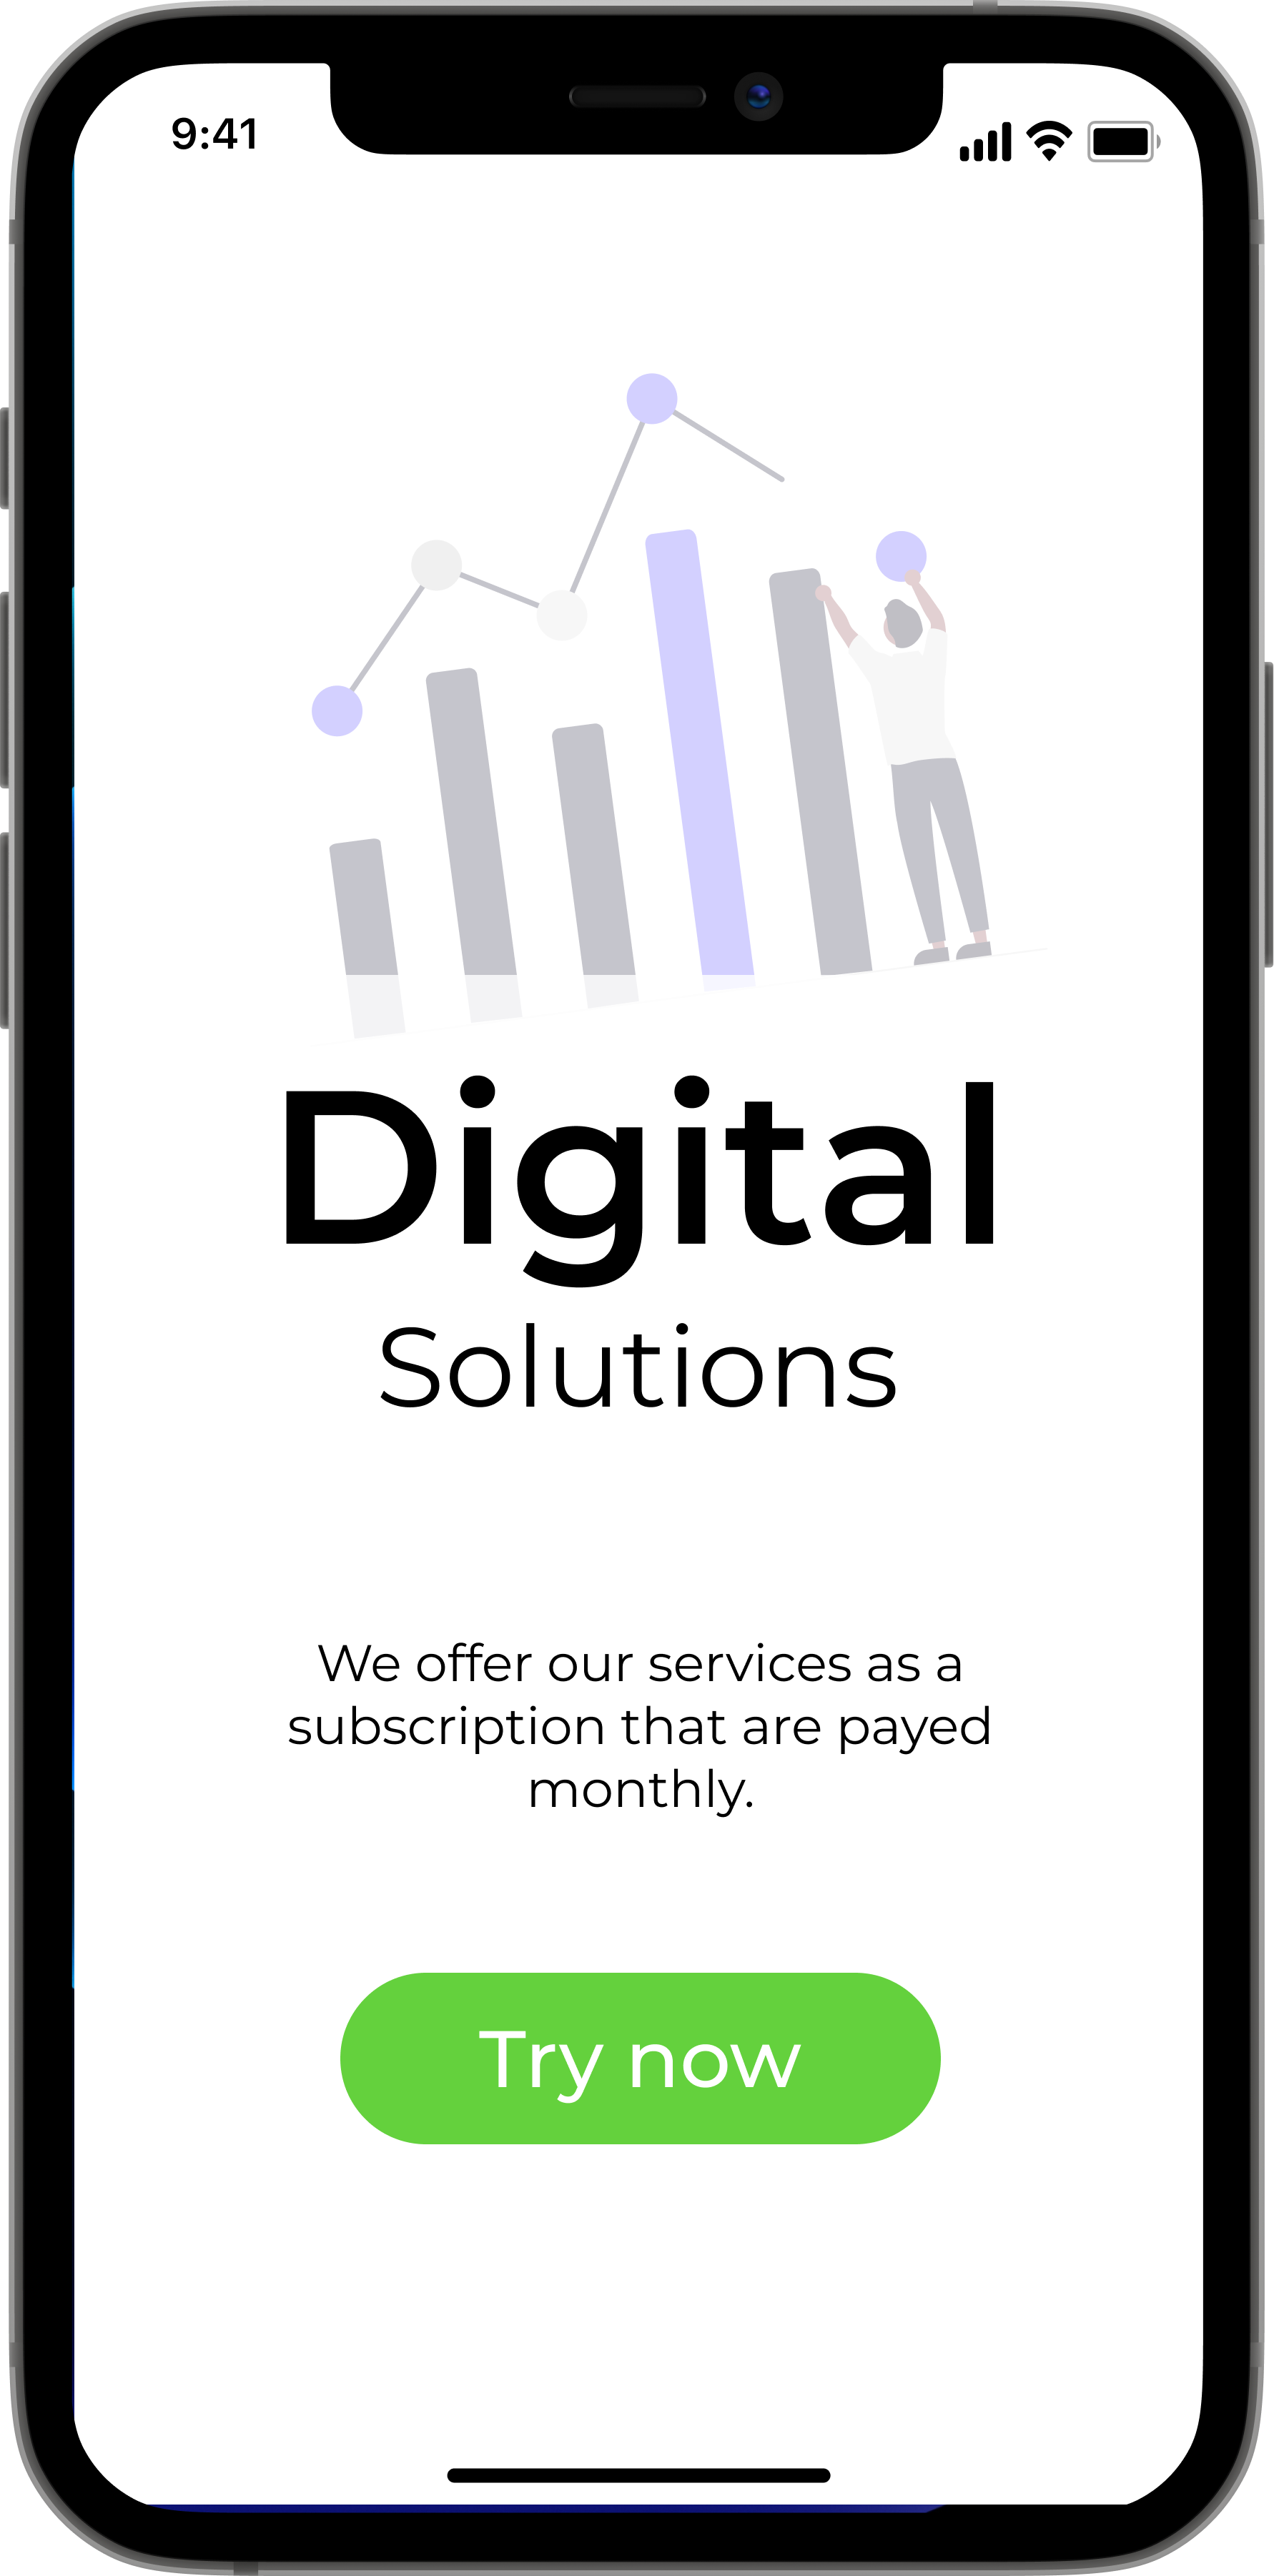 9:41
Digital
Solutions
We offer our services as a
subscription that are payed
monthly.
Try now